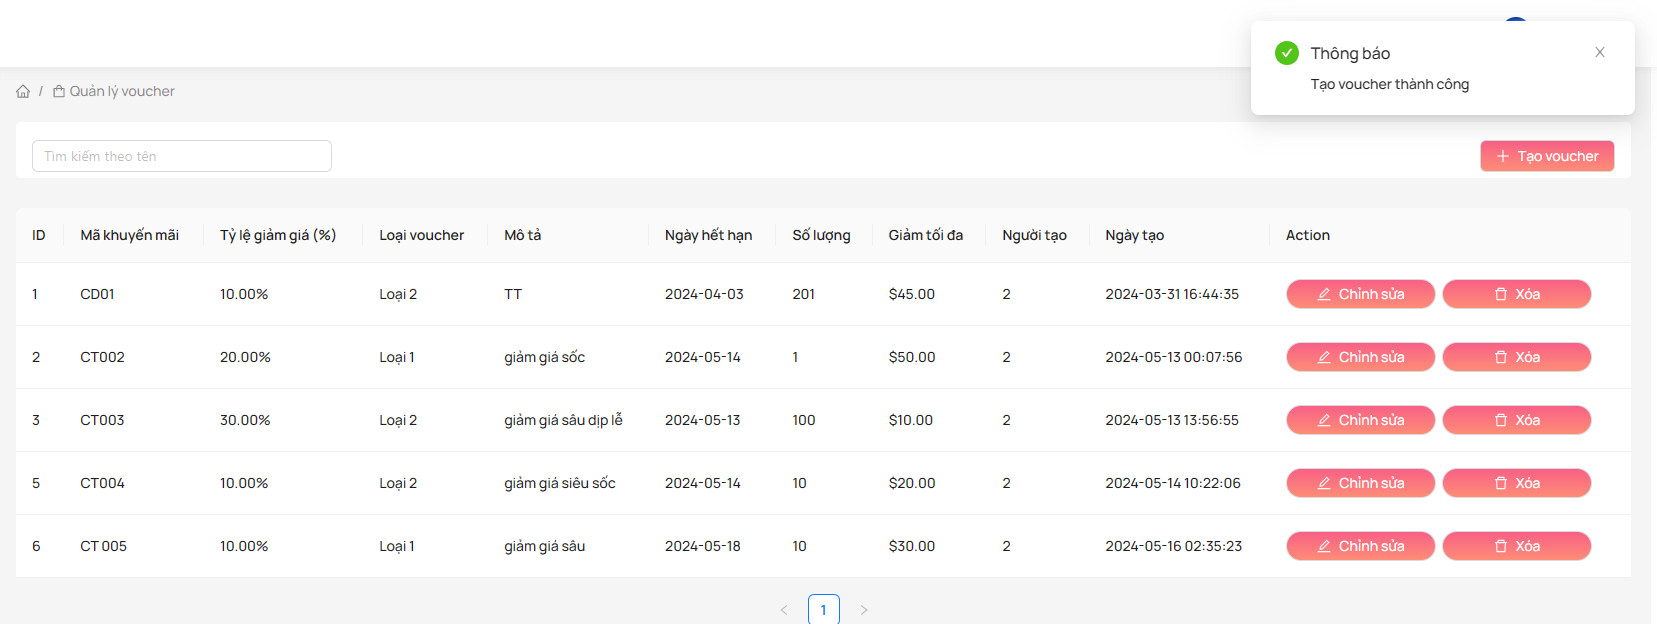 Thông báo
Tạo voucher thành công
/ Quản lý voucher
Tìm kiếm theo tên
+ Tạo voucher
ID Mã khuyến mãi Tỷ lệ giảm giá (%) Loại voucher Mô tả Ngày hết hạn Số lượng Giảm tối đa Người tạo Ngày tạo Action
1 CD01 10.00% Loại 2 TT 2024-04-03 201 $45.00 2 2024-03-31 16:44:35 Chỉnh sửa Xóa
2 CT002 20.00% Loại 1 giảm giá sốc 2024-05-14 1 $50.00 2 2024-05-13 00:07:56 Chỉnh sửa Xóa
3 CT003 30.00% Loại 2 giảm giá sâu dịp lễ 2024-05-13 100 $10.00 2 2024-05-13 13:56:55 Chỉnh sửa Xóa
5 CT004 10.00% Loại 2 giảm giá siêu sốc 2024-05-14 10 $20.00 2 2024-05-14 10:22:06 Chỉnh sửa Xóa
6 CT 005 10.00% Loại 1 giảm giá sâu 2024-05-18 10 $30.00 2 2024-05-16 02:35:23 Chỉnh sửa Xóa
< 1 >